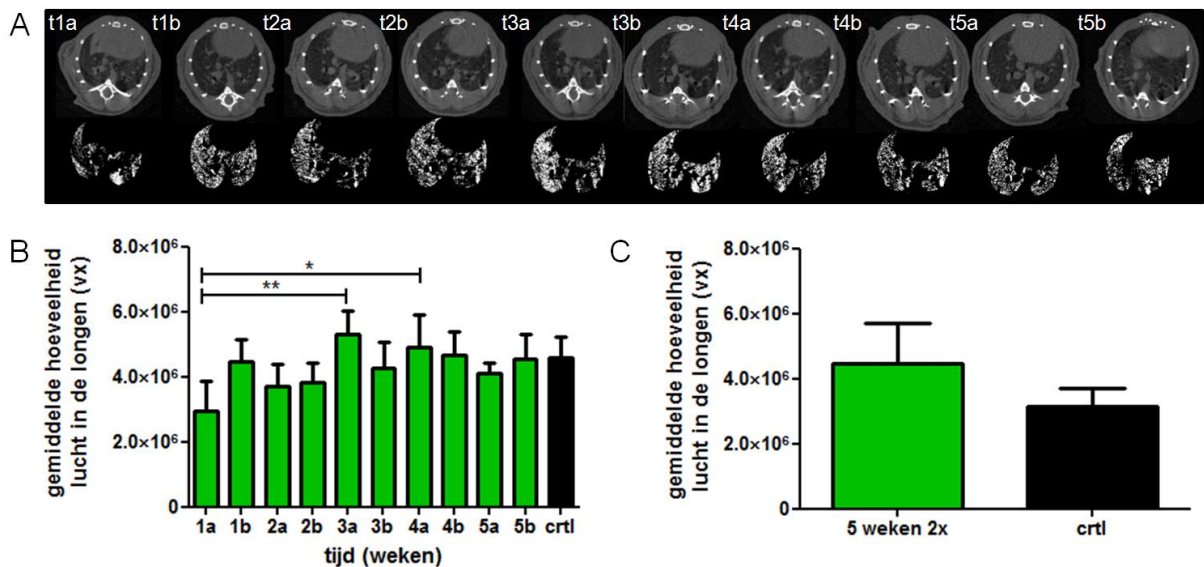 A
t1a t1b t2a t2b t3a t3b t4a t4b t5a t5b
B
gemiddelde hoeveelheid
lucht in de longen (vx)
8.0×10⁶
6.0×10⁶
4.0×10⁶
2.0×10⁶
0
*
**
1a 1b 2a 2b 3a 3b 4a 4b 5a 5b crtl
tijd (weken)
C
gemiddelde hoeveelheid
lucht in de longen (vx)
8.0×10⁶
6.0×10⁶
4.0×10⁶
2.0×10⁶
0
5 weken 2x crtl